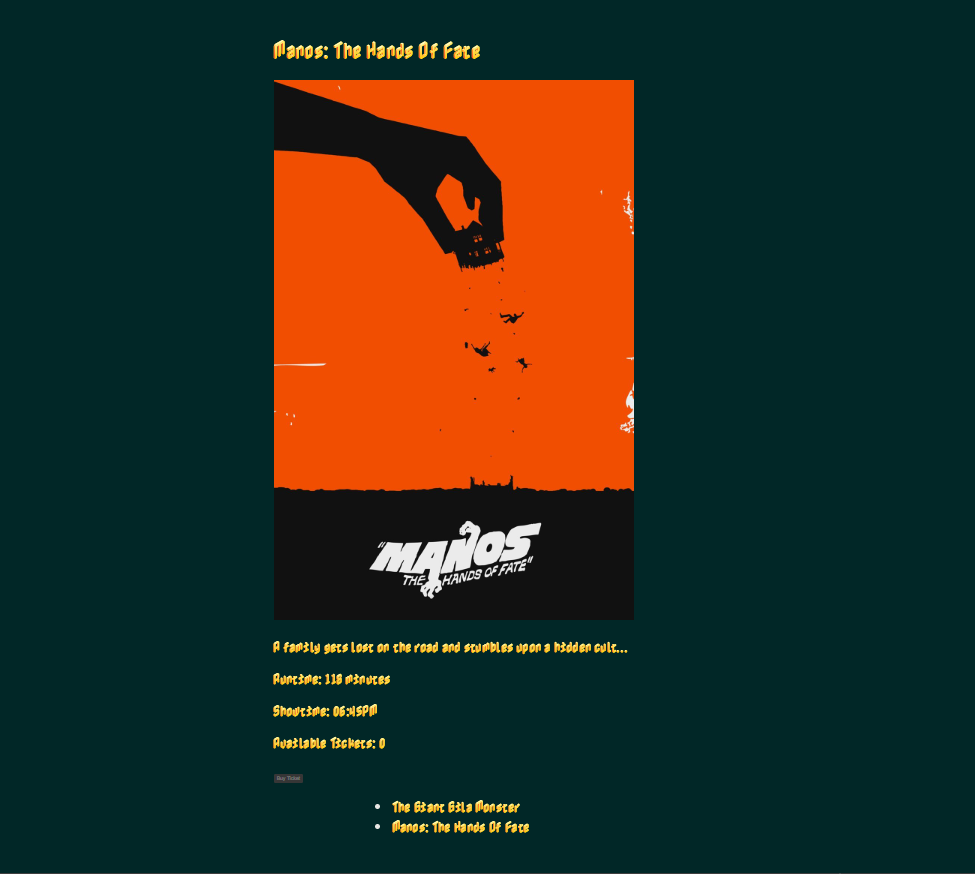 Manos: The Hands Of Fate
"MANOS
THE HANDS OF FATE"
A family gets lost on the road and stumbles upon a hidden cult...
Runtime: 118 minutes
Showtime: 06:45PM
Available Tickets: 0
Buy Ticket
The Giant Gila Monster
Manos: The Hands Of Fate